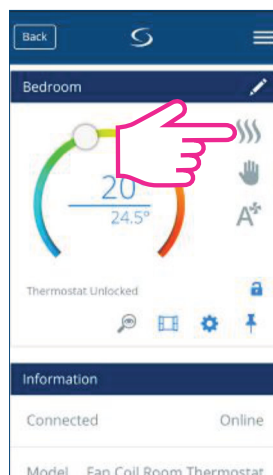 Back
Bedroom
20
24.5°
A
Thermostat Unlocked
Information
Connected Online
Model Fan Coil Room Thermostat